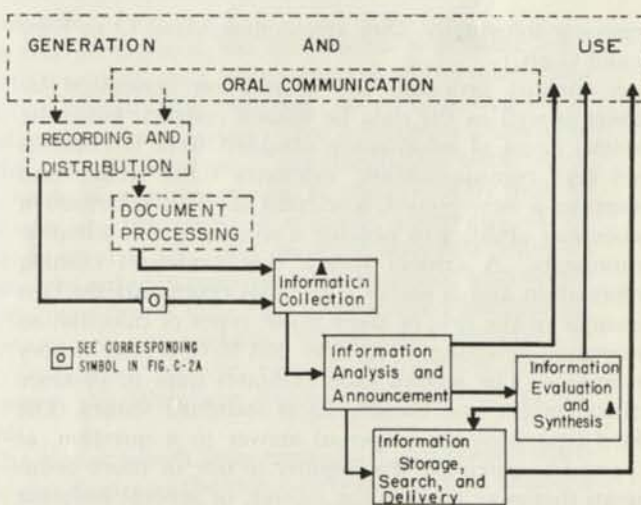 GENERATION AND USE
ORAL COMMUNICATION
RECORDING AND
DISTRIBUTION
DOCUMENT
PROCESSING
Information
Collection
O
O SEE CORRESPONDING
SYMBOL IN FIG. C-2A
Information
Analysis and
Announcement
Information
Evaluation
and
Synthesis
Information
Storage,
Search, and
Delivery